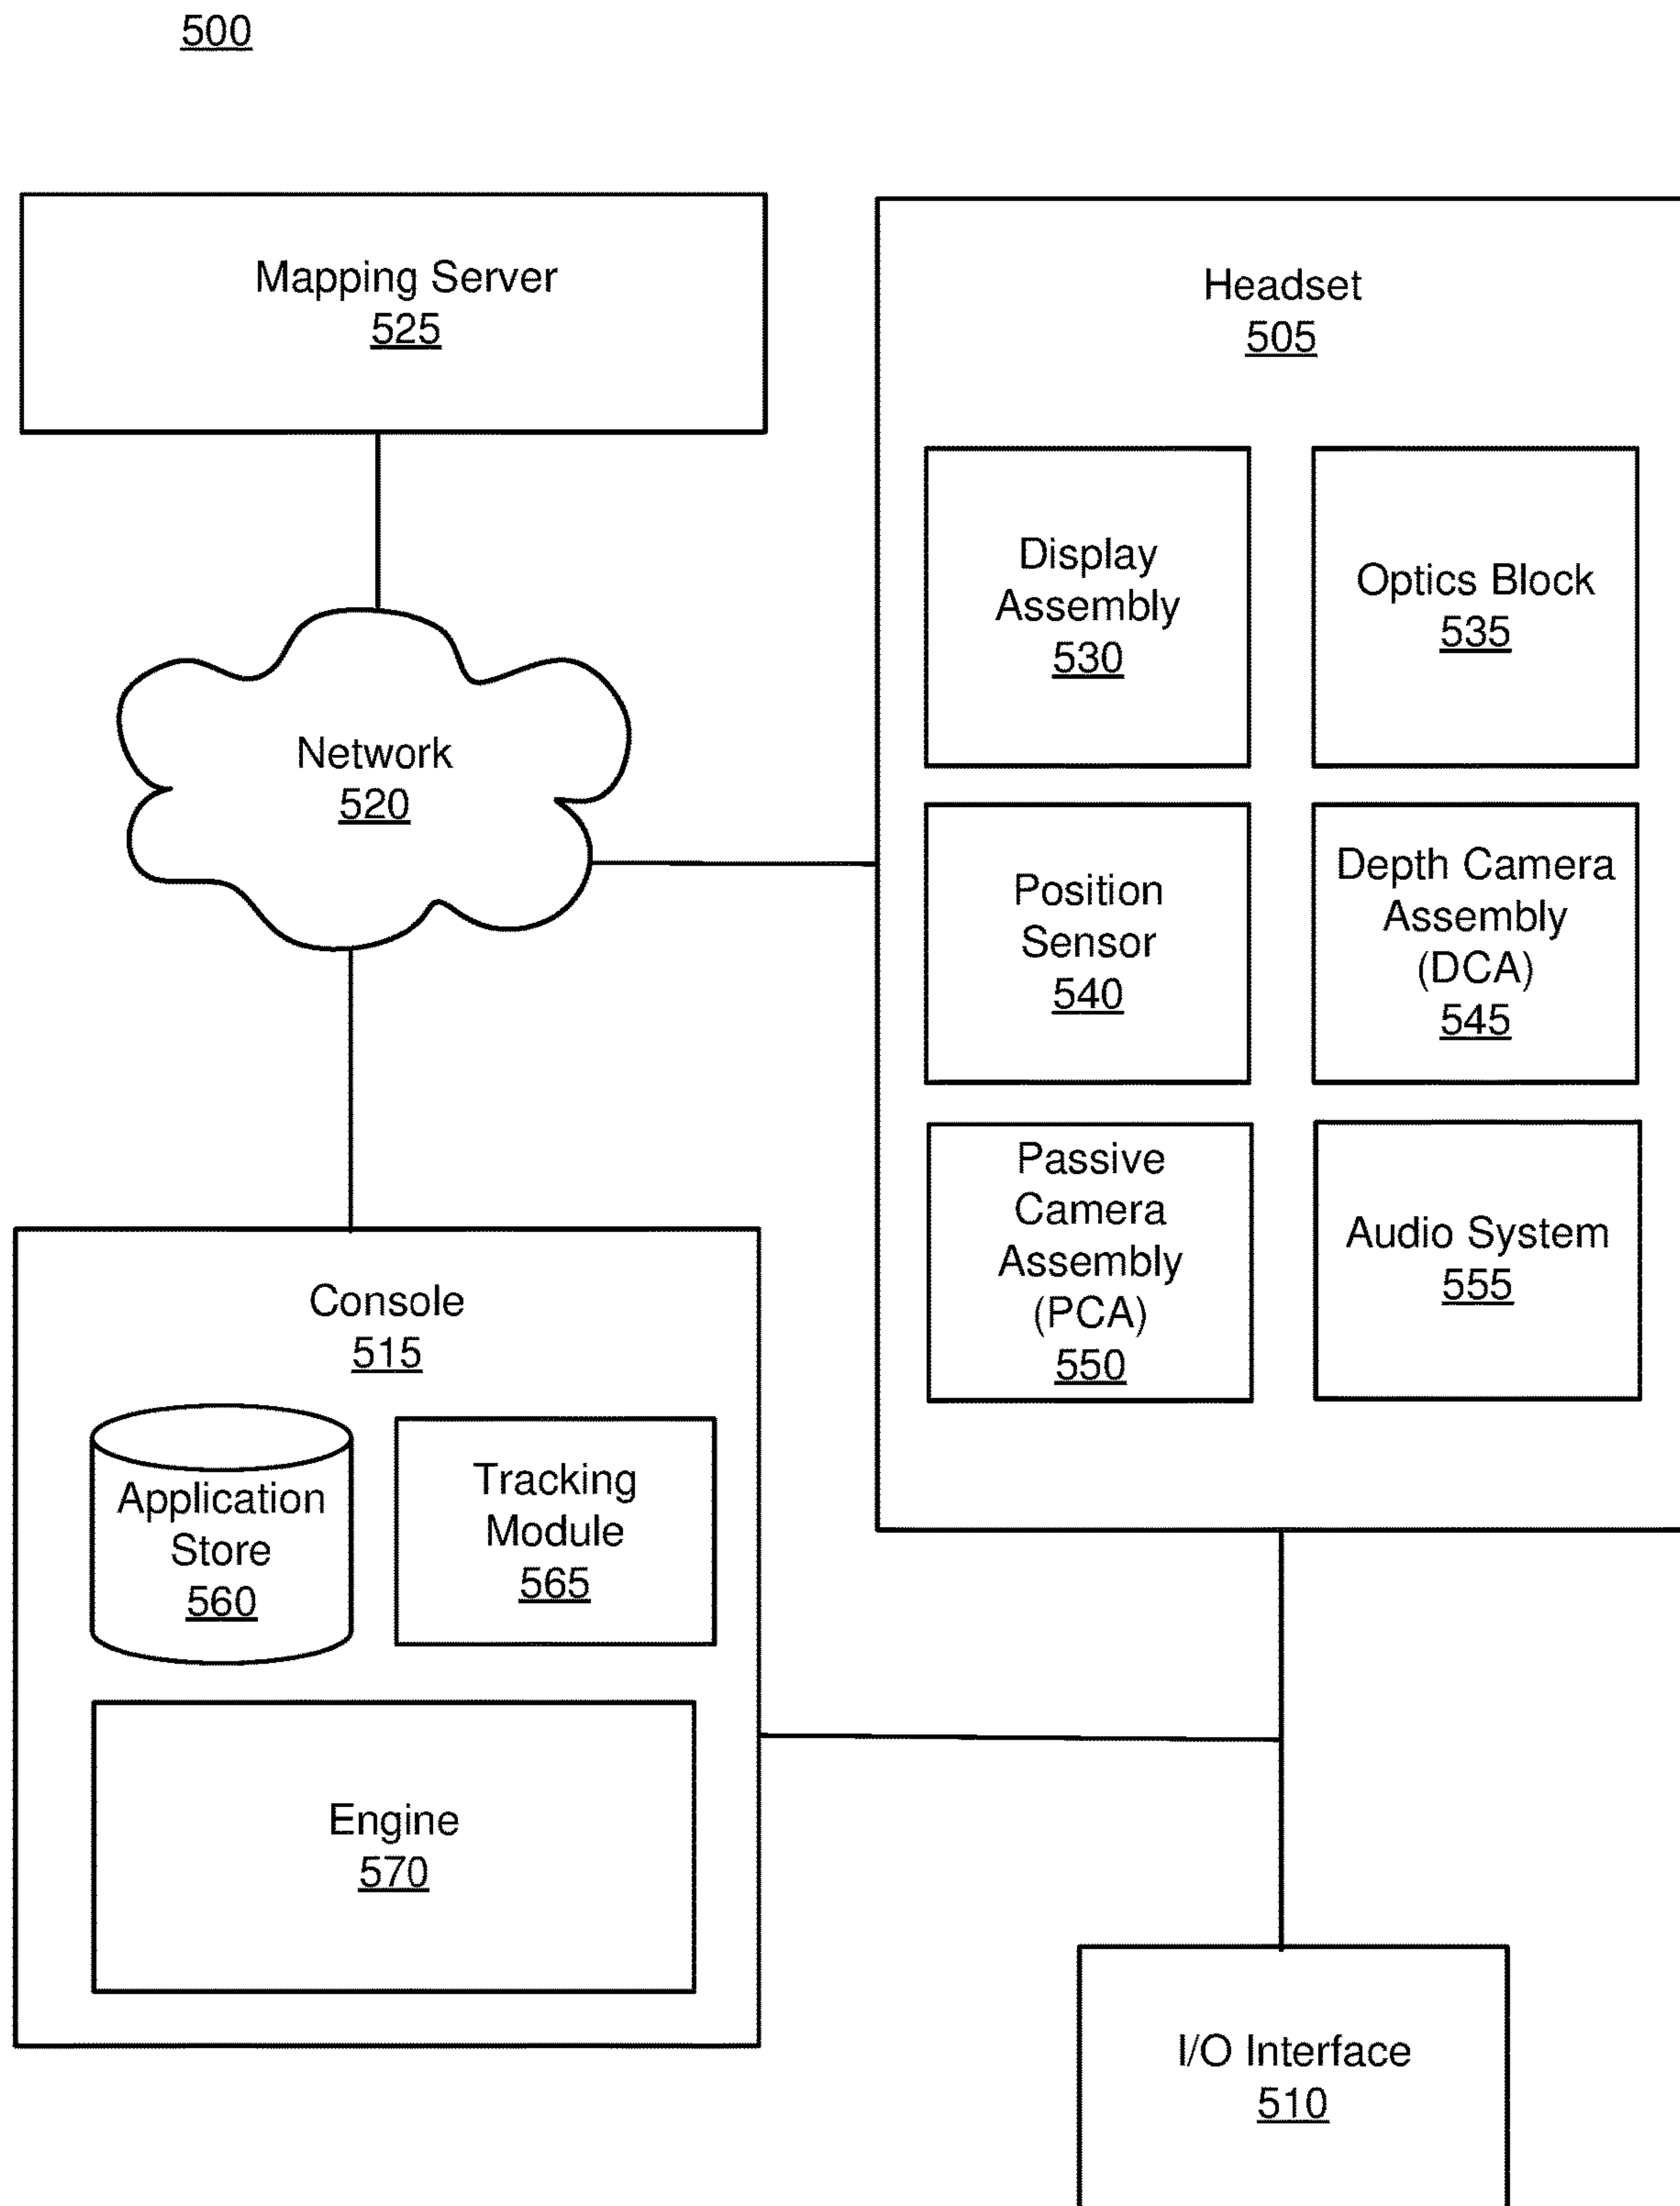 500
Mapping Server
525
Headset
505
Display
Assembly
530
Optics Block
535
Network
520
Position
Sensor
540
Depth Camera
Assembly
(DCA)
545
Passive
Camera
Assembly
(PCA)
550
Audio System
555
Console
515
Application
Store
560
Tracking
Module
565
Engine
570
I/O Interface
510